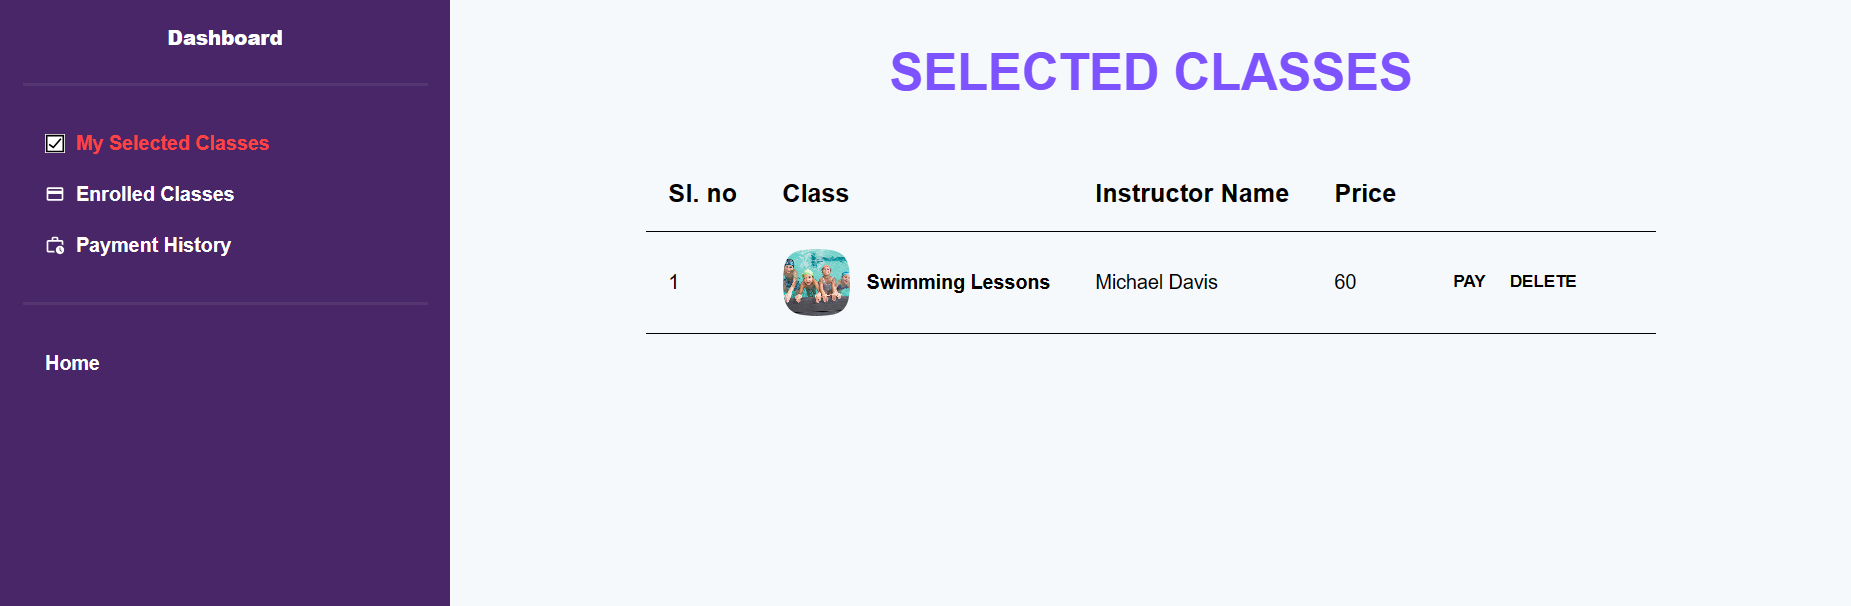 Dashboard
My Selected Classes
Enrolled Classes
Payment History
Home
SELECTED CLASSES
Sl. no Class Instructor Name Price
1 Swimming Lessons Michael Davis 60 PAY DELETE